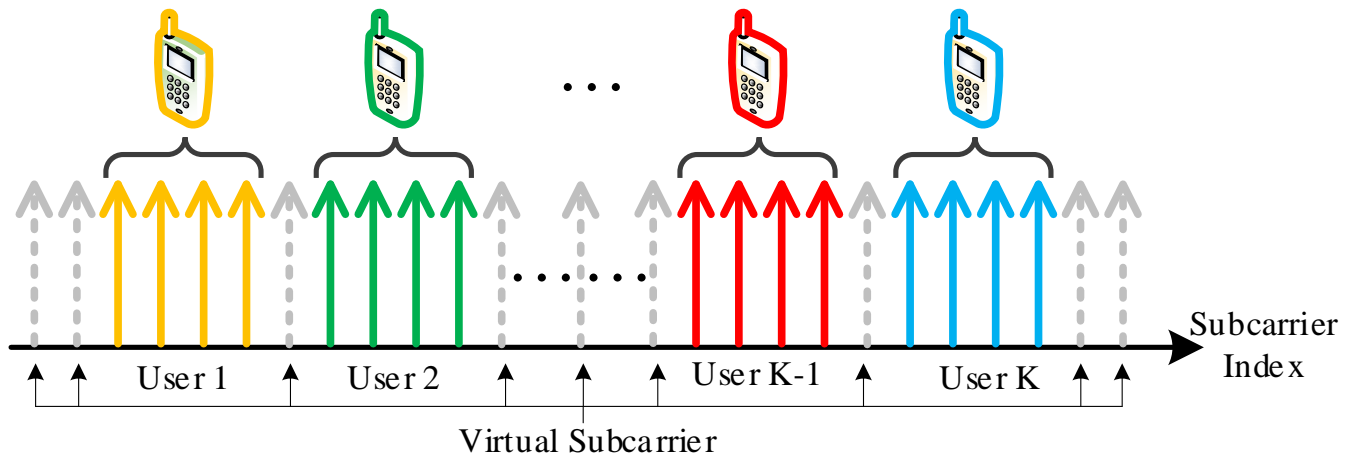 User 1
User 2
User K-1
User K
Subcarrier
Index
Virtual Subcarrier